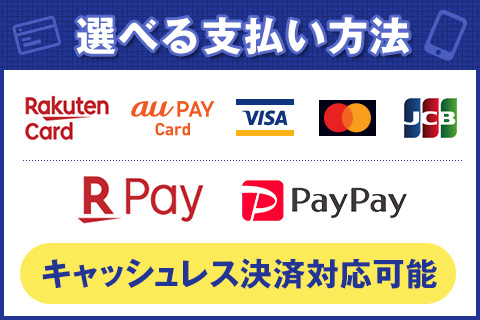 選べる支払い方法
Rakuten Card
au PAY Card
VISA
JCB
R Pay
PayPay
キャッシュレス決済対応可能